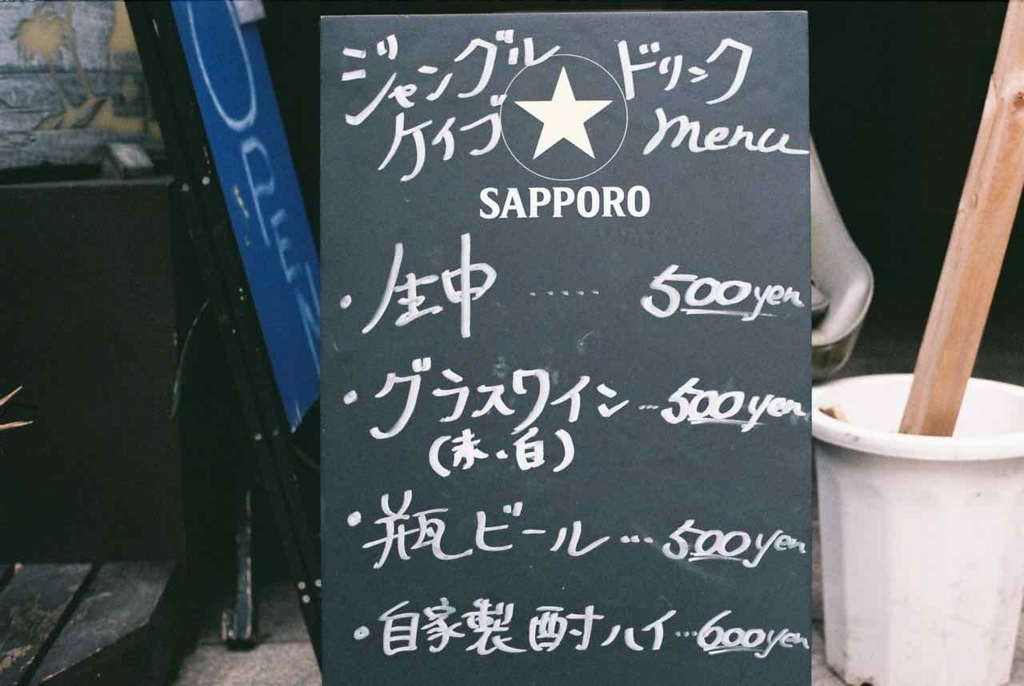 ジャングル ドリンク
ケイブ menu
SAPPORO
・生中 ····· 500yen
・グラスワイン…500yen
(赤・白)
・瓶ビール…500yen
・自家製酎ハイ…600yen
OPEN